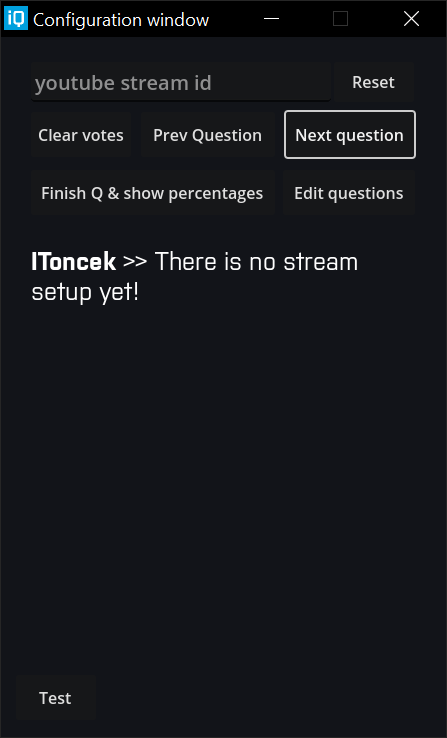 iQ Configuration window
youtube stream id Reset
Clear votes Prev Question Next question
Finish Q & show percentages Edit questions
IToncek >> There is no stream
setup yet!
Test